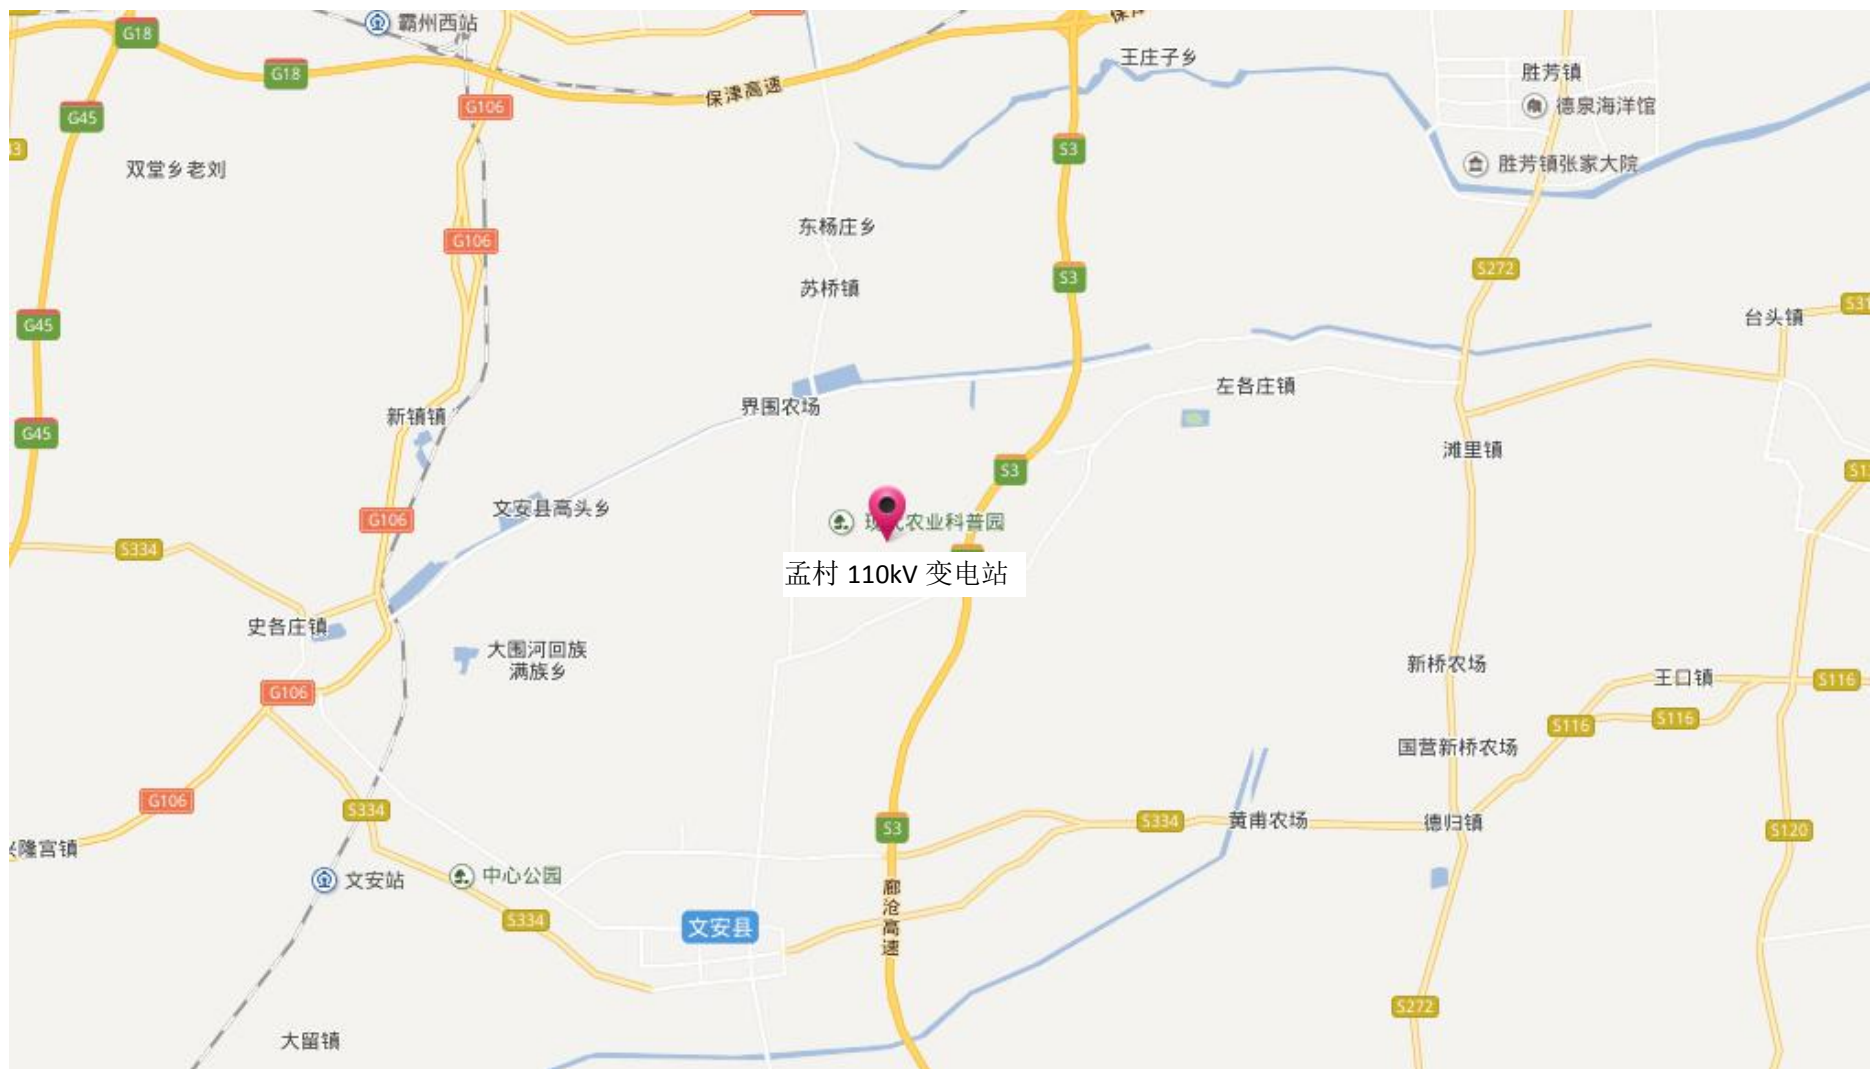 霸州西站
G18
G18
G45
G106
保津高速
王庄子乡
胜芳镇
德泉海洋馆
S3
胜芳镇张家大院
双堂乡老刘
东杨庄乡
G106
S272
S3
苏桥镇
台头镇
G45
左各庄镇
界围农场
新镇镇
G45
滩里镇
S3
文安县高头乡
G106
农业科普园
S334
孟村 110kV 变电站
史各庄镇
大围河回族
满族乡
新桥农场
王口镇
S116
G106
S116
S116
国营新桥农场
G106
S334
S3
S334
黄甫农场
德归镇
S120
隆宫镇
文安站
中心公园
廊沧高速
S334
文安县
S272
大留镇